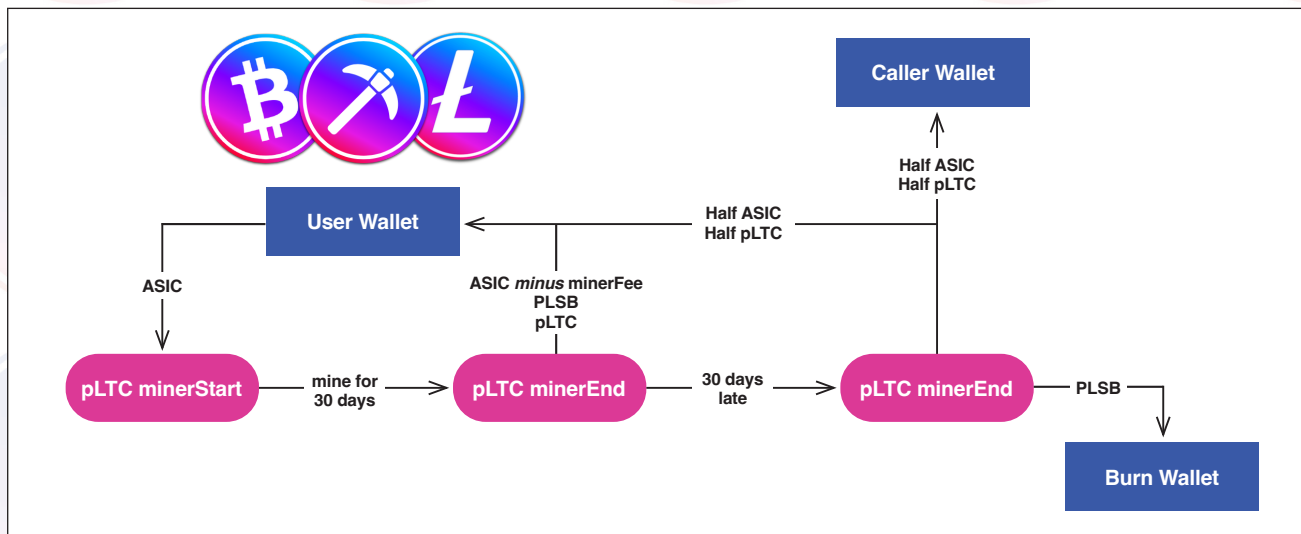 Caller Wallet
Half ASIC
Half pLTC
User Wallet
Half ASIC
Half pLTC
ASIC
ASIC minus minerFee
PLSB
pLTC
pLTC minerStart
mine for
30 days
pLTC minerEnd
30 days
late
pLTC minerEnd
PLSB
Burn Wallet